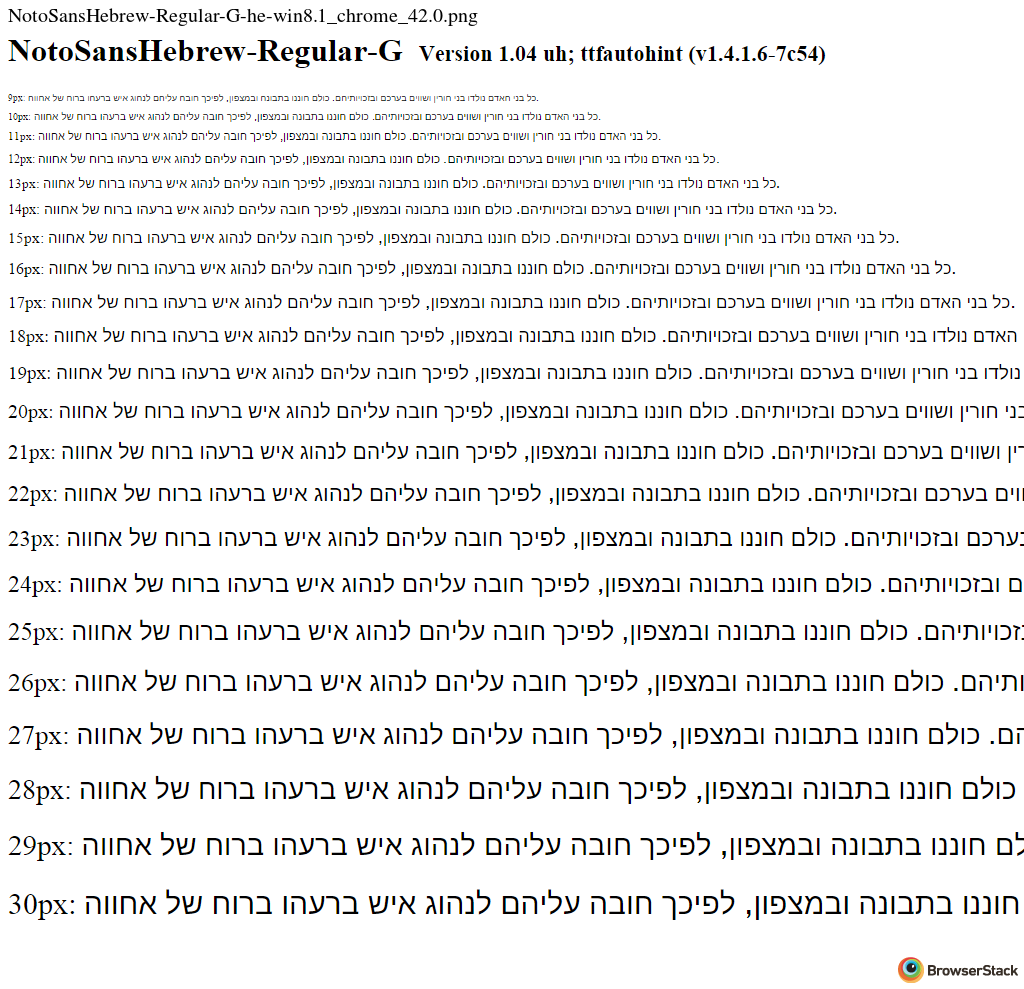 NotoSansHebrew-Regular-G-he-win8.1_chrome_42.0.png
NotoSansHebrew-Regular-G Version 1.04 uh; ttfautohint (v1.4.1.6-7c54)
9px: כל בני האדם נולדו בני חורין ושווים בערכם ובזכויותיהם. כולם חוננו בתבונה ובמצפון, לפיכך חובה עליהם לנהוג איש ברעהו ברוח של אחווה.
10px: כל בני האדם נולדו בני חורין ושווים בערכם ובזכויותיהם. כולם חוננו בתבונה ובמצפון, לפיכך חובה עליהם לנהוג איש ברעהו ברוח של אחווה.
11px: כל בני האדם נולדו בני חורין ושווים בערכם ובזכויותיהם. כולם חוננו בתבונה ובמצפון, לפיכך חובה עליהם לנהוג איש ברעהו ברוח של אחווה.
12px: כל בני האדם נולדו בני חורין ושווים בערכם ובזכויותיהם. כולם חוננו בתבונה ובמצפון, לפיכך חובה עליהם לנהוג איש ברעהו ברוח של אחווה.
13px: כל בני האדם נולדו בני חורין ושווים בערכם ובזכויותיהם. כולם חוננו בתבונה ובמצפון, לפיכך חובה עליהם לנהוג איש ברעהו ברוח של אחווה.
14px: כל בני האדם נולדו בני חורין ושווים בערכם ובזכויותיהם. כולם חוננו בתבונה ובמצפון, לפיכך חובה עליהם לנהוג איש ברעהו ברוח של אחווה.
15px: כל בני האדם נולדו בני חורין ושווים בערכם ובזכויותיהם. כולם חוננו בתבונה ובמצפון, לפיכך חובה עליהם לנהוג איש ברעהו ברוח של אחווה.
16px: כל בני האדם נולדו בני חורין ושווים בערכם ובזכויותיהם. כולם חוננו בתבונה ובמצפון, לפיכך חובה עליהם לנהוג איש ברעהו ברוח של אחווה.
17px: כל בני האדם נולדו בני חורין ושווים בערכם ובזכויותיהם. כולם חוננו בתבונה ובמצפון, לפיכך חובה עליהם לנהוג איש ברעהו ברוח של אחווה.
18px: האדם נולדו בני חורין ושווים בערכם ובזכויותיהם. כולם חוננו בתבונה ובמצפון, לפיכך חובה עליהם לנהוג איש ברעהו ברוח של אחווה
19px: נולדו בני חורין ושווים בערכם ובזכויותיהם. כולם חוננו בתבונה ובמצפון, לפיכך חובה עליהם לנהוג איש ברעהו ברוח של אחווה
20px: בני חורין ושווים בערכם ובזכויותיהם. כולם חוננו בתבונה ובמצפון, לפיכך חובה עליהם לנהוג איש ברעהו ברוח של אחווה
21px: ושווים בערכם ובזכויותיהם. כולם חוננו בתבונה ובמצפון, לפיכך חובה עליהם לנהוג איש ברעהו ברוח של אחווה
22px: בערכם ובזכויותיהם. כולם חוננו בתבונה ובמצפון, לפיכך חובה עליהם לנהוג איש ברעהו ברוח של אחווה
23px: בערכם ובזכויותיהם. כולם חוננו בתבונה ובמצפון, לפיכך חובה עליהם לנהוג איש ברעהו ברוח של אחווה
24px: ם ובזכויותיהם. כולם חוננו בתבונה ובמצפון, לפיכך חובה עליהם לנהוג איש ברעהו ברוח של אחווה
25px: זכויותיהם. כולם חוננו בתבונה ובמצפון, לפיכך חובה עליהם לנהוג איש ברעהו ברוח של אחווה
26px: ותיהם. כולם חוננו בתבונה ובמצפון, לפיכך חובה עליהם לנהוג איש ברעהו ברוח של אחווה
27px: הם. כולם חוננו בתבונה ובמצפון, לפיכך חובה עליהם לנהוג איש ברעהו ברוח של אחווה
28px: כולם חוננו בתבונה ובמצפון, לפיכך חובה עליהם לנהוג איש ברעהו ברוח של אחווה
29px: לם חוננו בתבונה ובמצפון, לפיכך חובה עליהם לנהוג איש ברעהו ברוח של אחווה
30px: חוננו בתבונה ובמצפון, לפיכך חובה עליהם לנהוג איש ברעהו ברוח של אחווה
BrowserStack